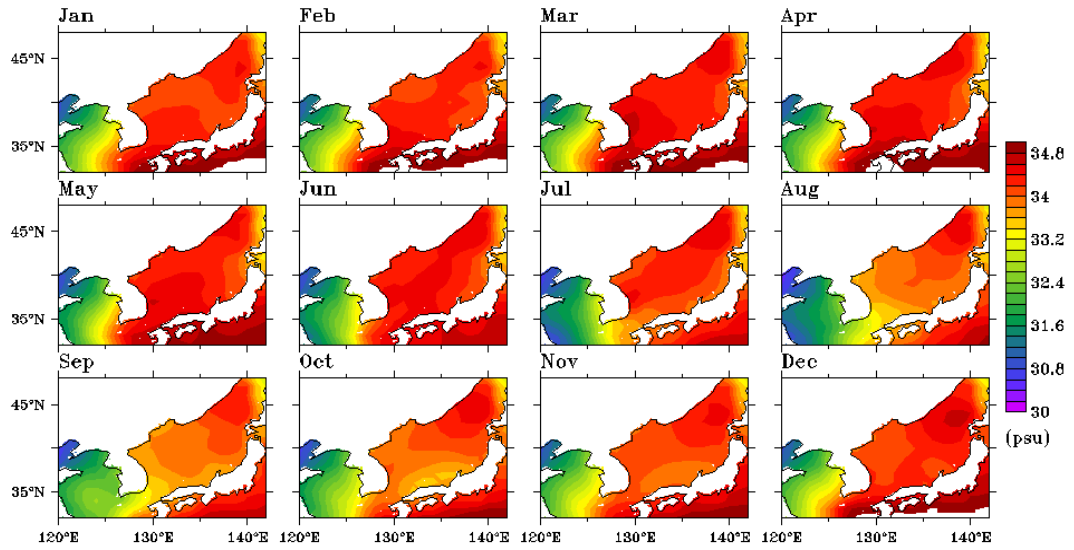 Jan Feb Mar Apr
45°N
35°N
May Jun Jul Aug
45°N
35°N
Sep Oct Nov Dec
45°N
35°N
120°E 130°E 140°E 120°E 130°E 140°E 120°E 130°E 140°E 120°E 130°E 140°E
34.8
34
33.2
32.4
31.6
30.8
30
(psu)